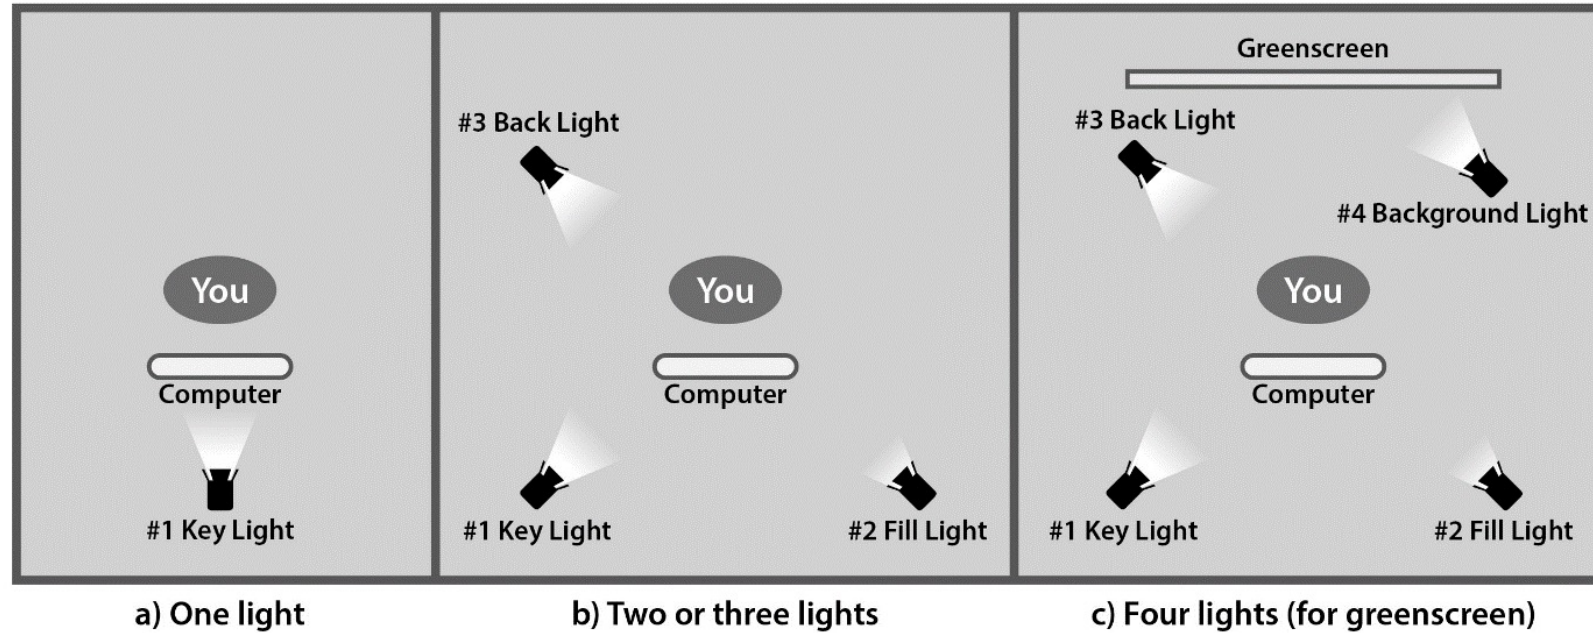 You
Computer
#1 Key Light
a) One light
#3 Back Light
You
Computer
#1 Key Light
#2 Fill Light
b) Two or three lights
Greenscreen
#3 Back Light
#4 Background Light
You
Computer
#1 Key Light
#2 Fill Light
c) Four lights (for greenscreen)